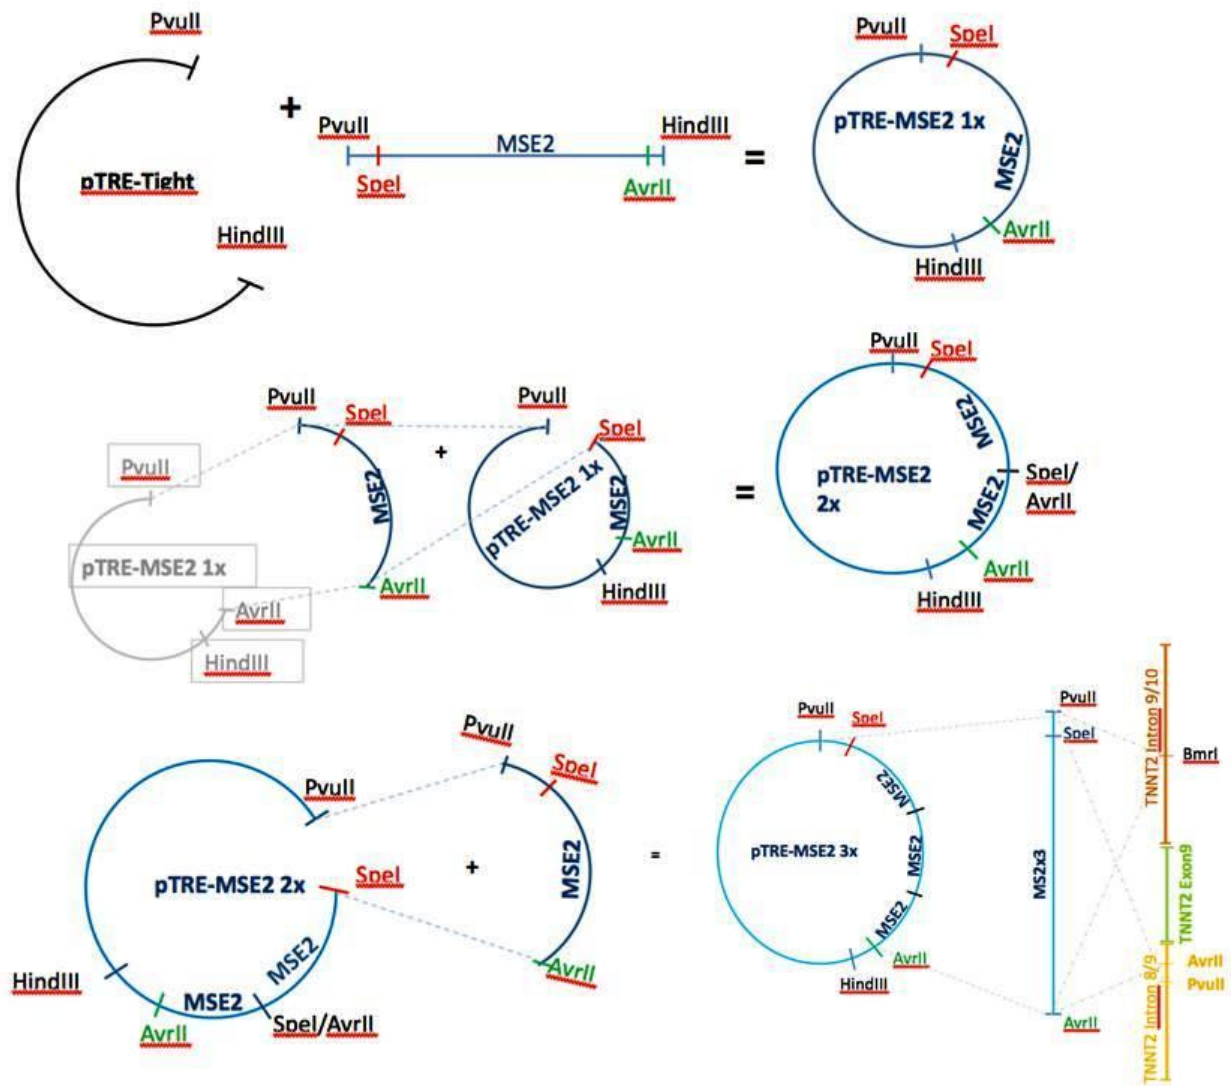 PvuII
pTRE-Tight
HindIII
+
PvuII
MSE2
HindIII
SpeI
AvrII
=
PvuII
SpeI
pTRE-MSE2 1x
MSE2
AvrII
HindIII
PvuII
pTRE-MSE2 1x
AvrII
HindIII
PvuII
SpeI
MSE2
AvrII
+
PvuII
SpeI
pTRE-MSE2 1x
MSE2
AvrII
HindIII
=
PvuII
SpeI
MSE2
pTRE-MSE2
2x
MSE2
SpeI/
AvrII
AvrII
HindIII
PvuII
pTRE-MSE2 2x
SpeI
MSE2
HindIII
MSE2
AvrII
SpeI/AvrII
+
PvuII
SpeI
MSE2
AvrII
=
PvuII
SpeI
MSE2
pTRE-MSE2 3x
MSE2
MSE2
AvrII
HindIII
PvuII
SpeI
MS2x3
AvrII
TNNT2 Intron 9/10
BmrI
TNNT2 Exon9
AvrII
PvuII
TNNT2 Intron 8/9